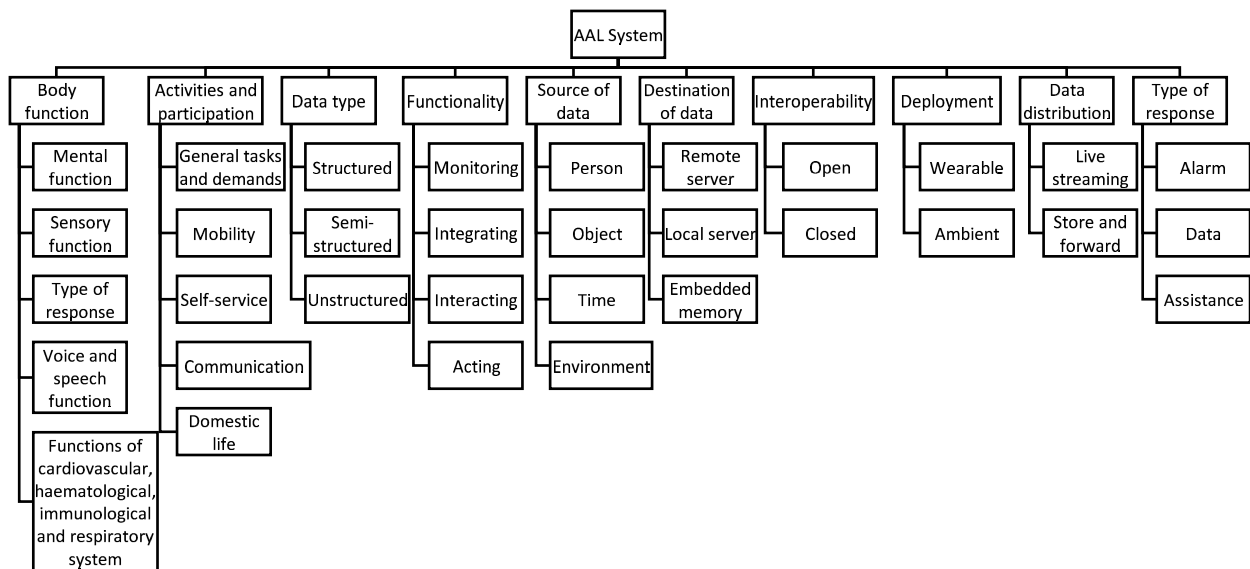 AAL System
Body
function
Activities and
participation
Data type
Functionality
Source of
data
Destination
of data
Interoperability
Deployment
Data
distribution
Type of
response
Mental
function
Sensory
function
Type of
response
Voice and
speech
function
Functions of
cardiovascular,
haematological,
immunological
and respiratory
system
General tasks
and demands
Mobility
Self-service
Communication
Domestic
life
Structured
Semi-
structured
Unstructured
Monitoring
Integrating
Interacting
Acting
Person
Object
Time
Environment
Remote
server
Local server
Embedded
memory
Open
Closed
Wearable
Ambient
Live
streaming
Store and
forward
Alarm
Data
Assistance